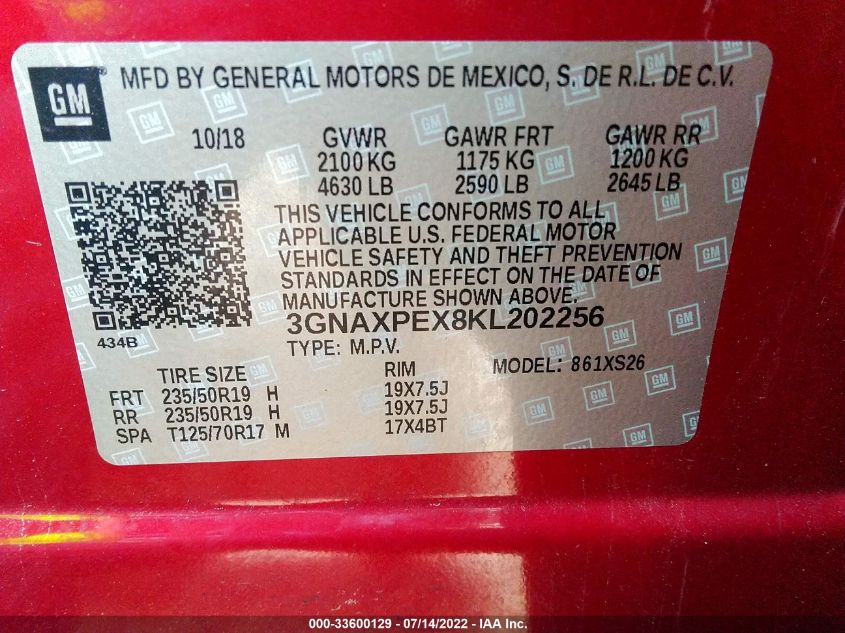 GM
MFD BY GENERAL MOTORS DE MEXICO, S. DE R.L. DE C.V.
10/18 GVWR GAWR FRT GAWR RR
2100 KG 1175 KG 1200 KG
4630 LB 2590 LB 2645 LB
THIS VEHICLE CONFORMS TO ALL
APPLICABLE U.S. FEDERAL MOTOR
VEHICLE SAFETY AND THEFT PREVENTION
STANDARDS IN EFFECT ON THE DATE OF
MANUFACTURE SHOWN ABOVE.
434B 3GNAXPEX8KL202256
TYPE: M.P.V. MODEL: 861XS26
TIRE SIZE RIM
FRT 235/50R19 H 19X7.5J
RR 235/50R19 H 19X7.5J
SPA T125/70R17 M 17X4BT
000-33600129 - 07/14/2022 - IAA Inc.